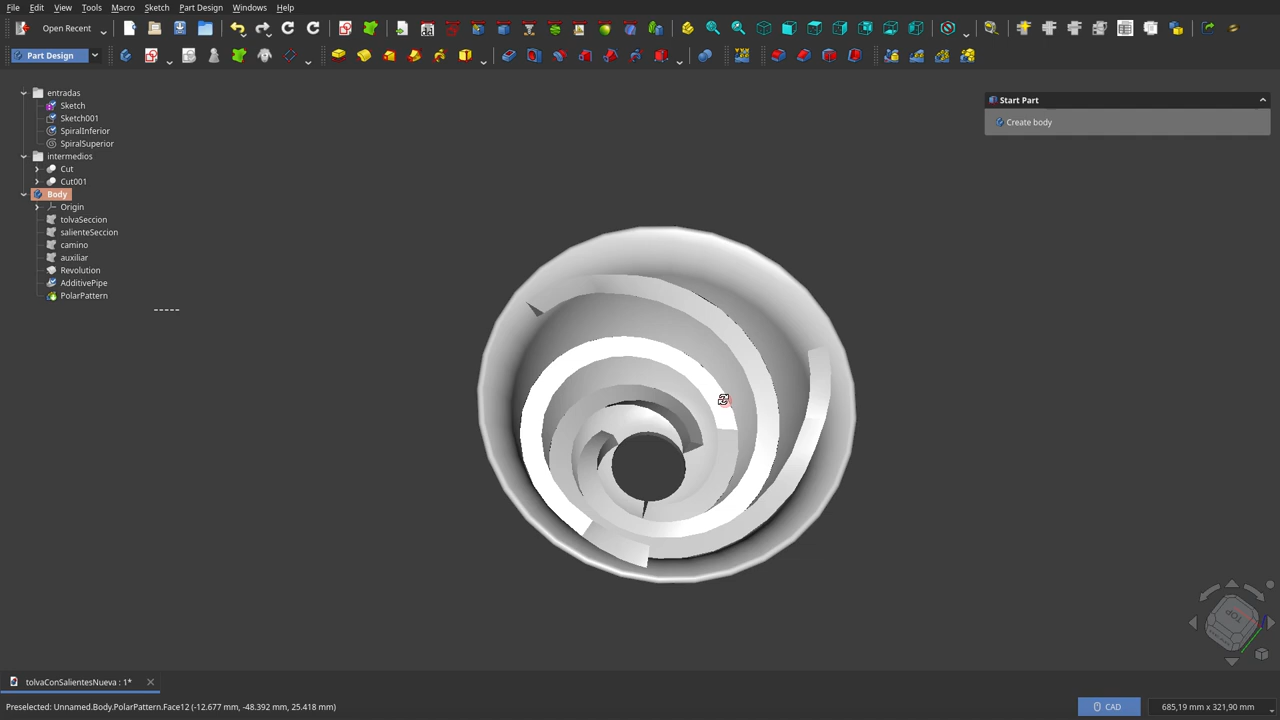 File Edit View Tools Macro Sketch Part Design Windows Help
Open Recent
Part Design
entradas
Sketch
Sketch001
SpiralInferior
SpiralSuperior
intermedios
Cut
Cut001
Body
Origin
tolvaSeccion
salienteSeccion
camino
auxiliar
Revolution
AdditivePipe
PolarPattern
Start Part
Create body
TOP
tolvaConSalientesNueva : 1*
Preselected: Unnamed.Body.PolarPattern.Face12 (-12.677 mm, -48.392 mm, 25.418 mm)
CAD
685,19 mm x 321,90 mm